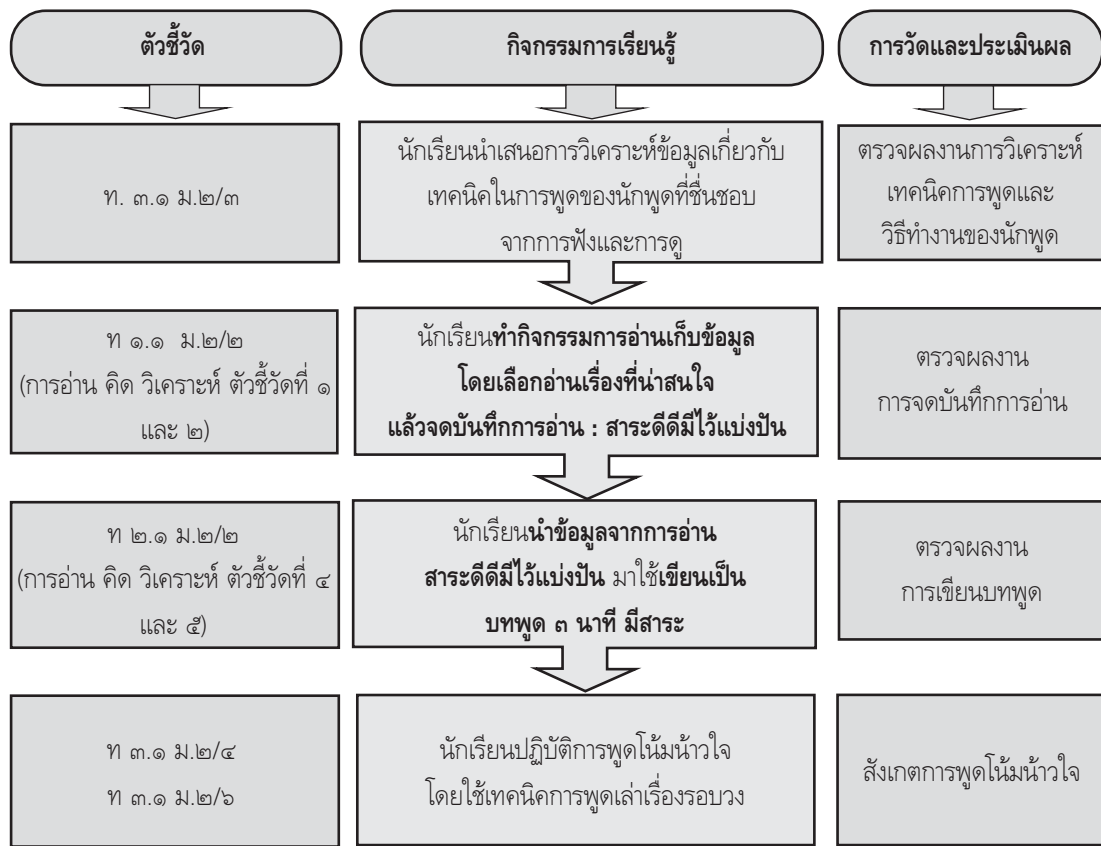 ตัวชี้วัด
กิจกรรมการเรียนรู้
การวัดและประเมินผล
ท. ๓.๑ ม.๒/๓
นักเรียนนำเสนอการวิเคราะห์ข้อมูลเกี่ยวกับ
เทคนิคในการพูดของนักพูดที่ชื่นชอบ
จากการฟังและการดู
ตรวจผลงานการวิเคราะห์
เทคนิคการพูดและ
วิธีทำงานของนักพูด
ท ๑.๑ ม.๒/๒
(การอ่าน คิด วิเคราะห์ ตัวชี้วัดที่ ๑
และ ๒)
นักเรียนทำกิจกรรมการอ่านเก็บข้อมูล
โดยเลือกอ่านเรื่องที่น่าสนใจ
แล้วจดบันทึกการอ่าน : สาระดีดีมีไว้แบ่งปัน
ตรวจผลงาน
การจดบันทึกการอ่าน
ท ๒.๑ ม.๒/๒
(การอ่าน คิด วิเคราะห์ ตัวชี้วัดที่ ๔
และ ๕)
นักเรียนนำข้อมูลจากการอ่าน
สาระดีดีมีไว้แบ่งปัน มาใช้เขียนเป็น
บทพูด ๓ นาที มีสาระ
ตรวจผลงาน
การเขียนบทพูด
ท ๓.๑ ม.๒/๔
ท ๓.๑ ม.๒/๖
นักเรียนปฏิบัติการพูดโน้มน้าวใจ
โดยใช้เทคนิคการพูดเล่าเรื่องรอบวง
สังเกตการพูดโน้มน้าวใจ